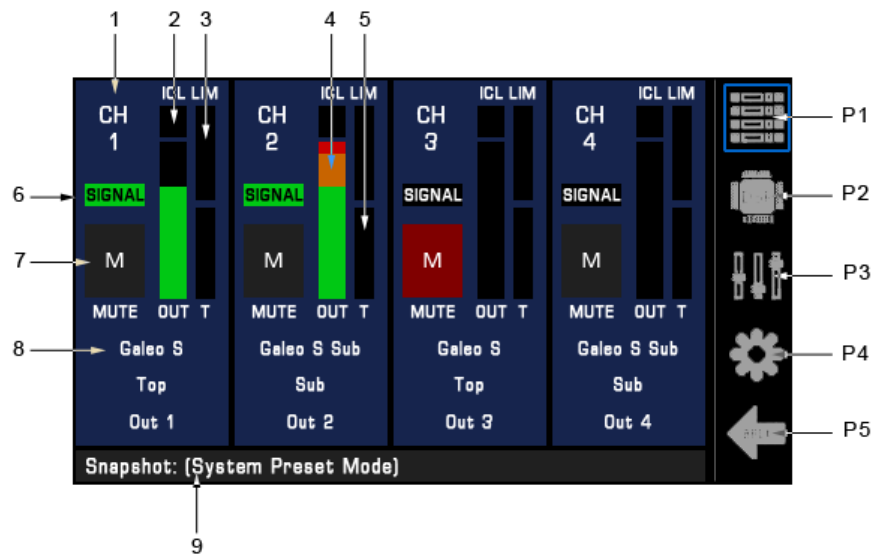 1 2 3 4 5
CH 1 ICL LIM
SIGNAL
M
MUTE OUT T
Galeo S
Top
Out 1
CH 2 ICL LIM
SIGNAL
M
MUTE OUT T
Galeo S Sub
Sub
Out 2
CH 3 ICL LIM
SIGNAL
M
MUTE OUT T
Galeo S
Top
Out 3
CH 4 ICL LIM
SIGNAL
M
MUTE OUT T
Galeo S Sub
Sub
Out 4
6
7
8
Snapshot: (System Preset Mode)
9
P1
P2
P3
P4
P5